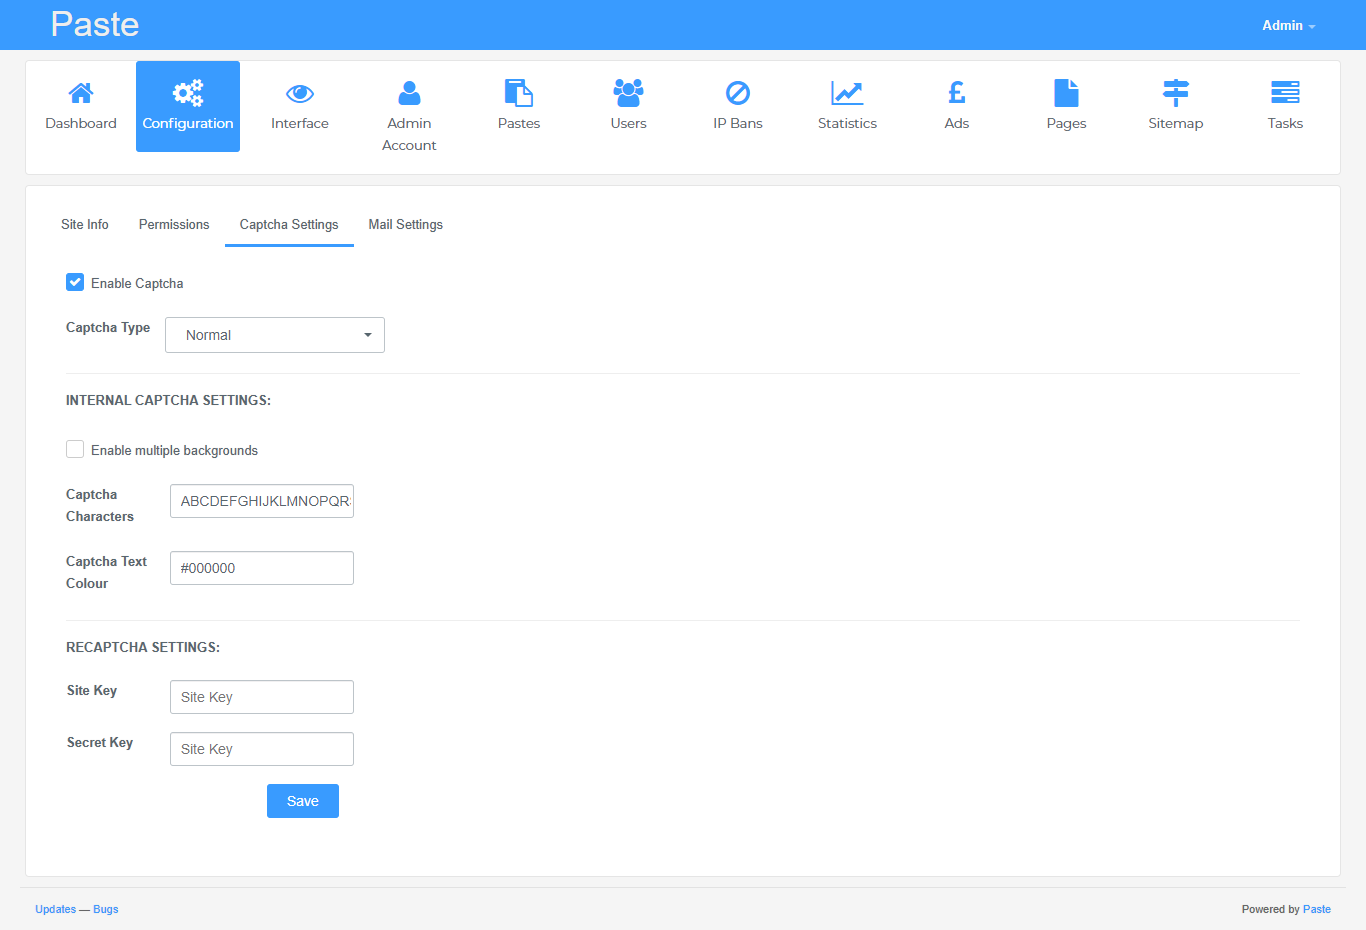 Paste
Admin
Dashboard
Configuration
Interface
Admin
Account
Pastes
Users
IP Bans
Statistics
Ads
Pages
Sitemap
Tasks
Site Info
Permissions
Captcha Settings
Mail Settings
Enable Captcha
Captcha Type
Normal
INTERNAL CAPTCHA SETTINGS:
Enable multiple backgrounds
Captcha
Characters
ABCDEFGHIJKLMNOPQR
Captcha Text
Colour
#000000
RECAPTCHA SETTINGS:
Site Key
Site Key
Secret Key
Site Key
Save
Updates — Bugs
Powered by Paste